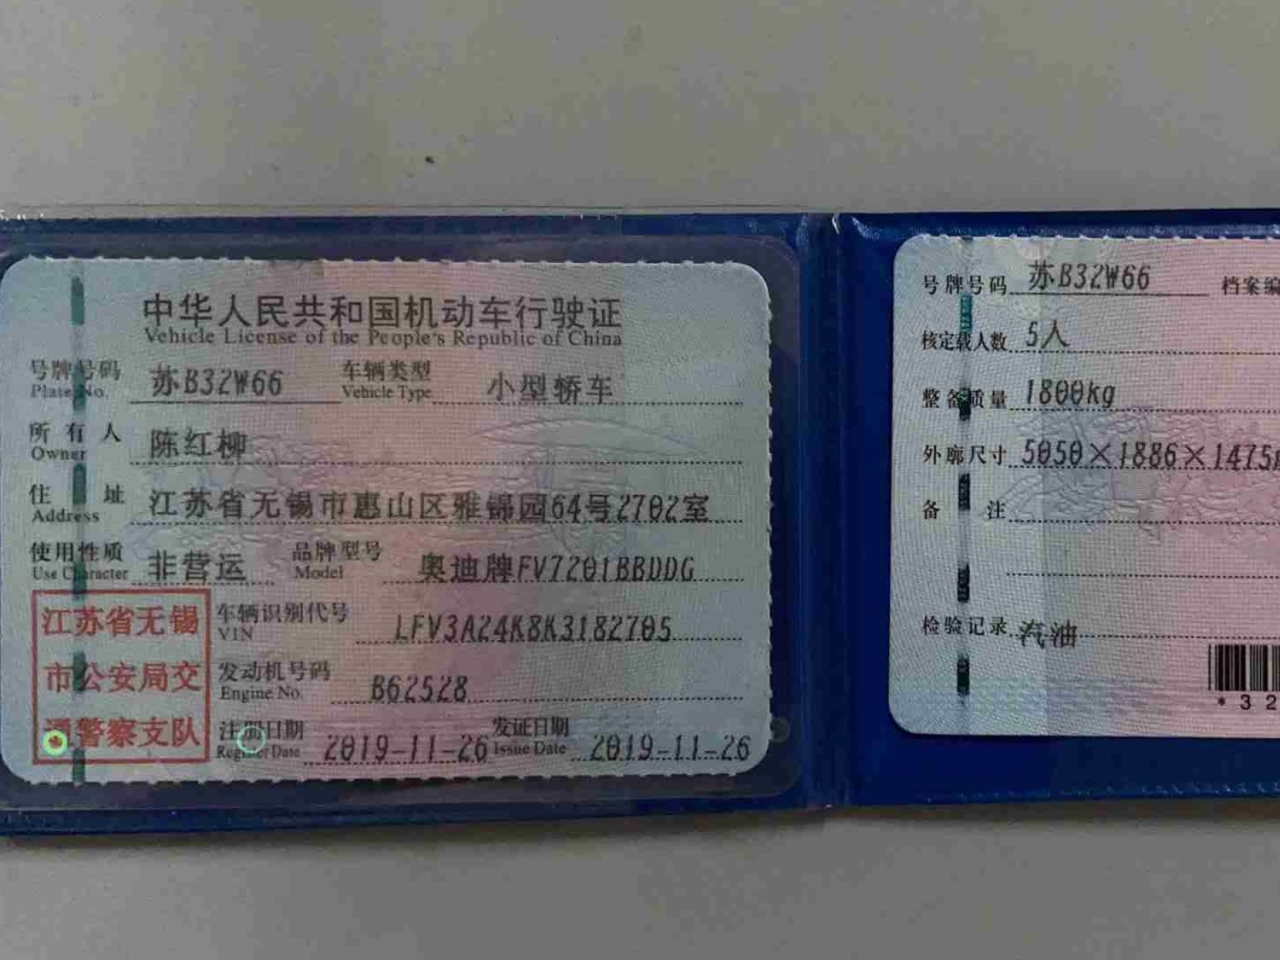 中华人民共和国机动车行驶证
Vehicle License of the People's Republic of China
号牌号码 苏B32W66 车辆类型 小型轿车
Plate No. Vehicle Type
所有人 陈红柳
Owner
住址 江苏省无锡市惠山区雅锦园64号2702室
Address
使用性质 非营运 品牌型号 奥迪牌FV7201BBDDG
Use Character Model
江苏省无锡
市公安局交
通警察支队
车辆识别代号 LFV3A24K8K3182705
VIN
发动机号码 B62528
Engine No.
注册日期 2019-11-26 发证日期 2019-11-26
Register Date Issue Date
号牌号码 苏B32W66 档案编
核定载人数 5人
整备质量 1800kg
外廓尺寸 5050×1886×1475
备注
检验记录 汽油
*32